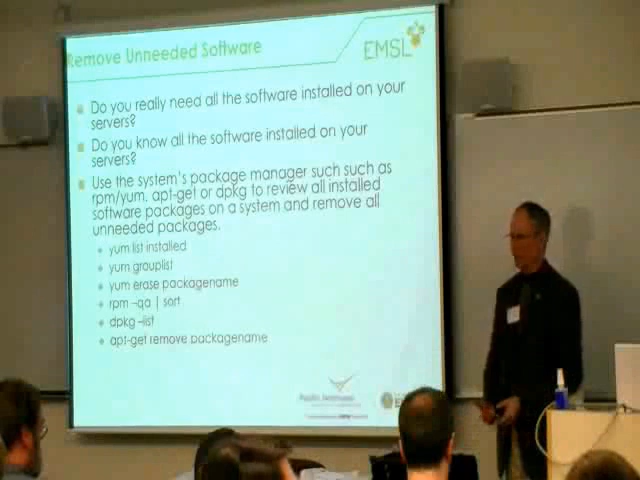 Remove Unneeded Software
EMSL
Do you really need all the software installed on your
servers?
Do you know all the software installed on your
servers?
Use the system's package manager such such as
rpm/yum, apt-get or dpkg to review all installed
software packages on a system and remove all
unneeded packages.
yum list installed
yum grouplist
yum erase packagename
rpm -qa | sort
dpkg –list
apt-get remove packagename
Pacific Northwest